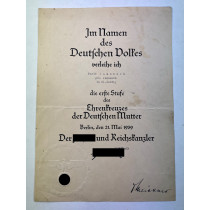 Im Namen
des
Deutschen Volkes
verleihe ich
die erste Stufe
des
Ehrenkreuzes
der Deutschen Mutter
Berlin, den 21. Mai 1939
Der und Reichskanzler